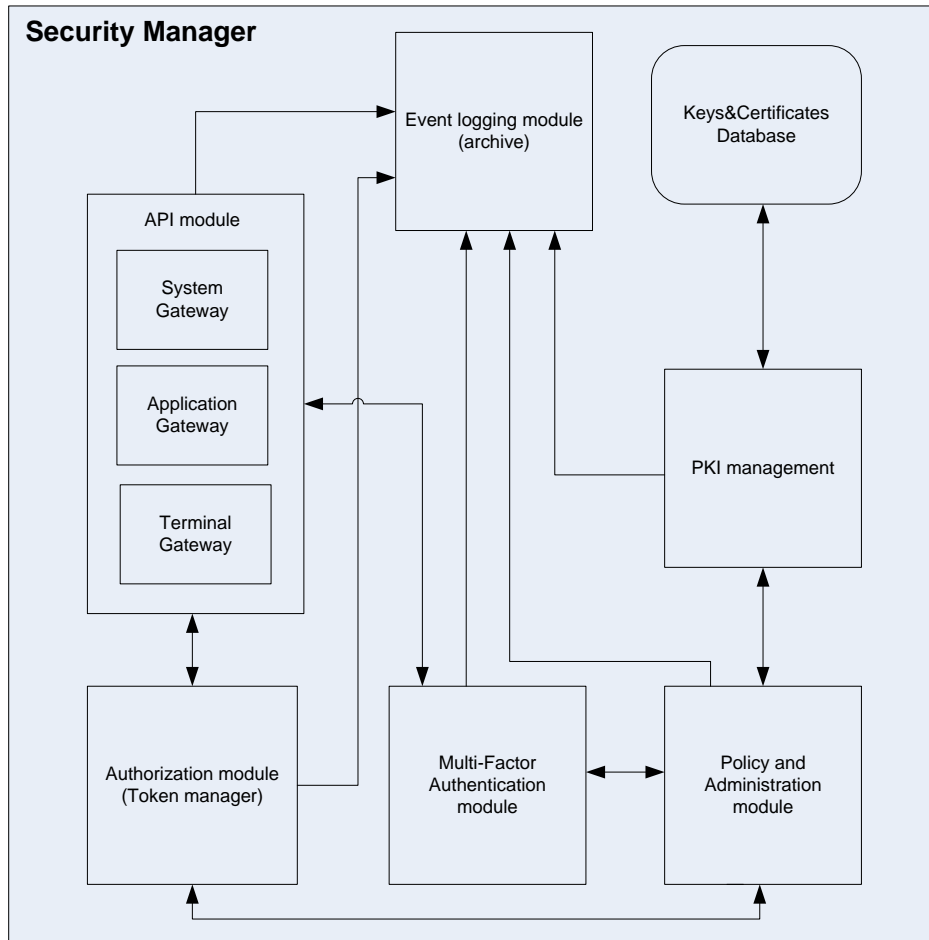 Security Manager
Event logging module
(archive)
Keys&Certificates
Database
API module
System
Gateway
Application
Gateway
Terminal
Gateway
PKI management
Authorization module
(Token manager)
Multi-Factor
Authentication
module
Policy and
Administration
module